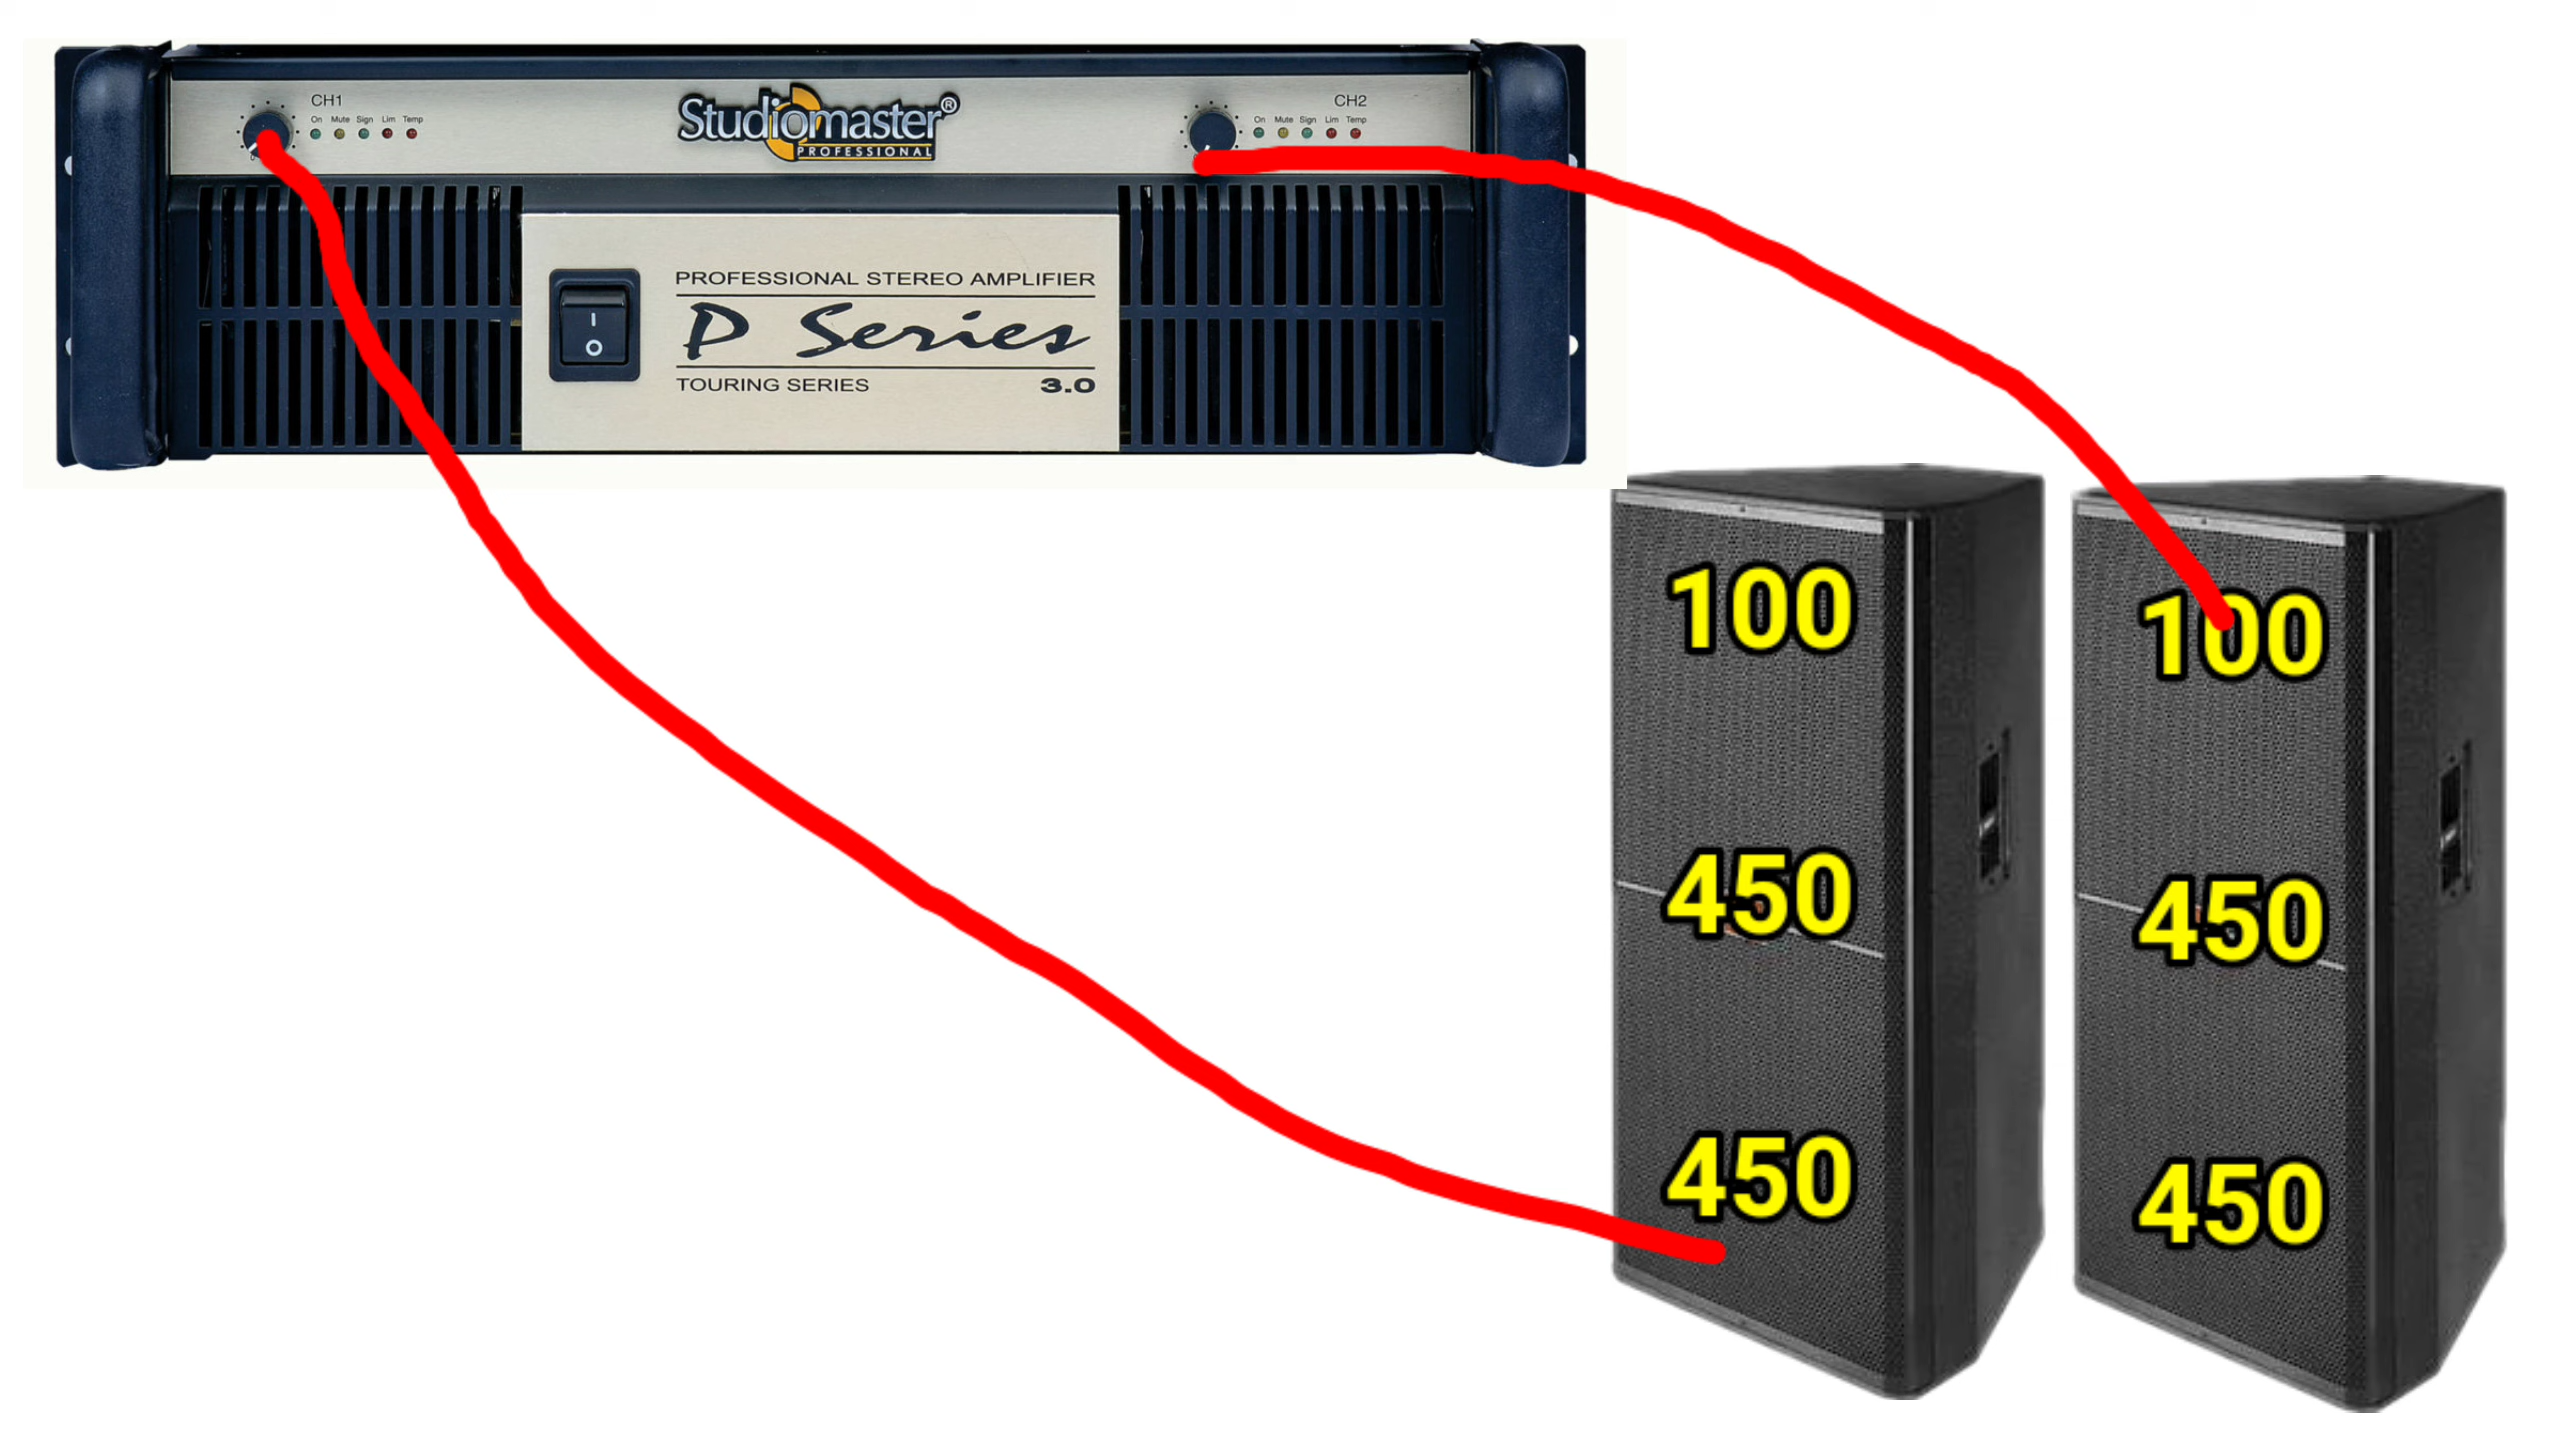 CH1
On Mute Sign Lim Temp
Studiomaster®
PROFESSIONAL
CH2
On Mute Sign Lim Temp
PROFESSIONAL STEREO AMPLIFIER
P Series
TOURING SERIES 3.0
100
450
450
100
450
450